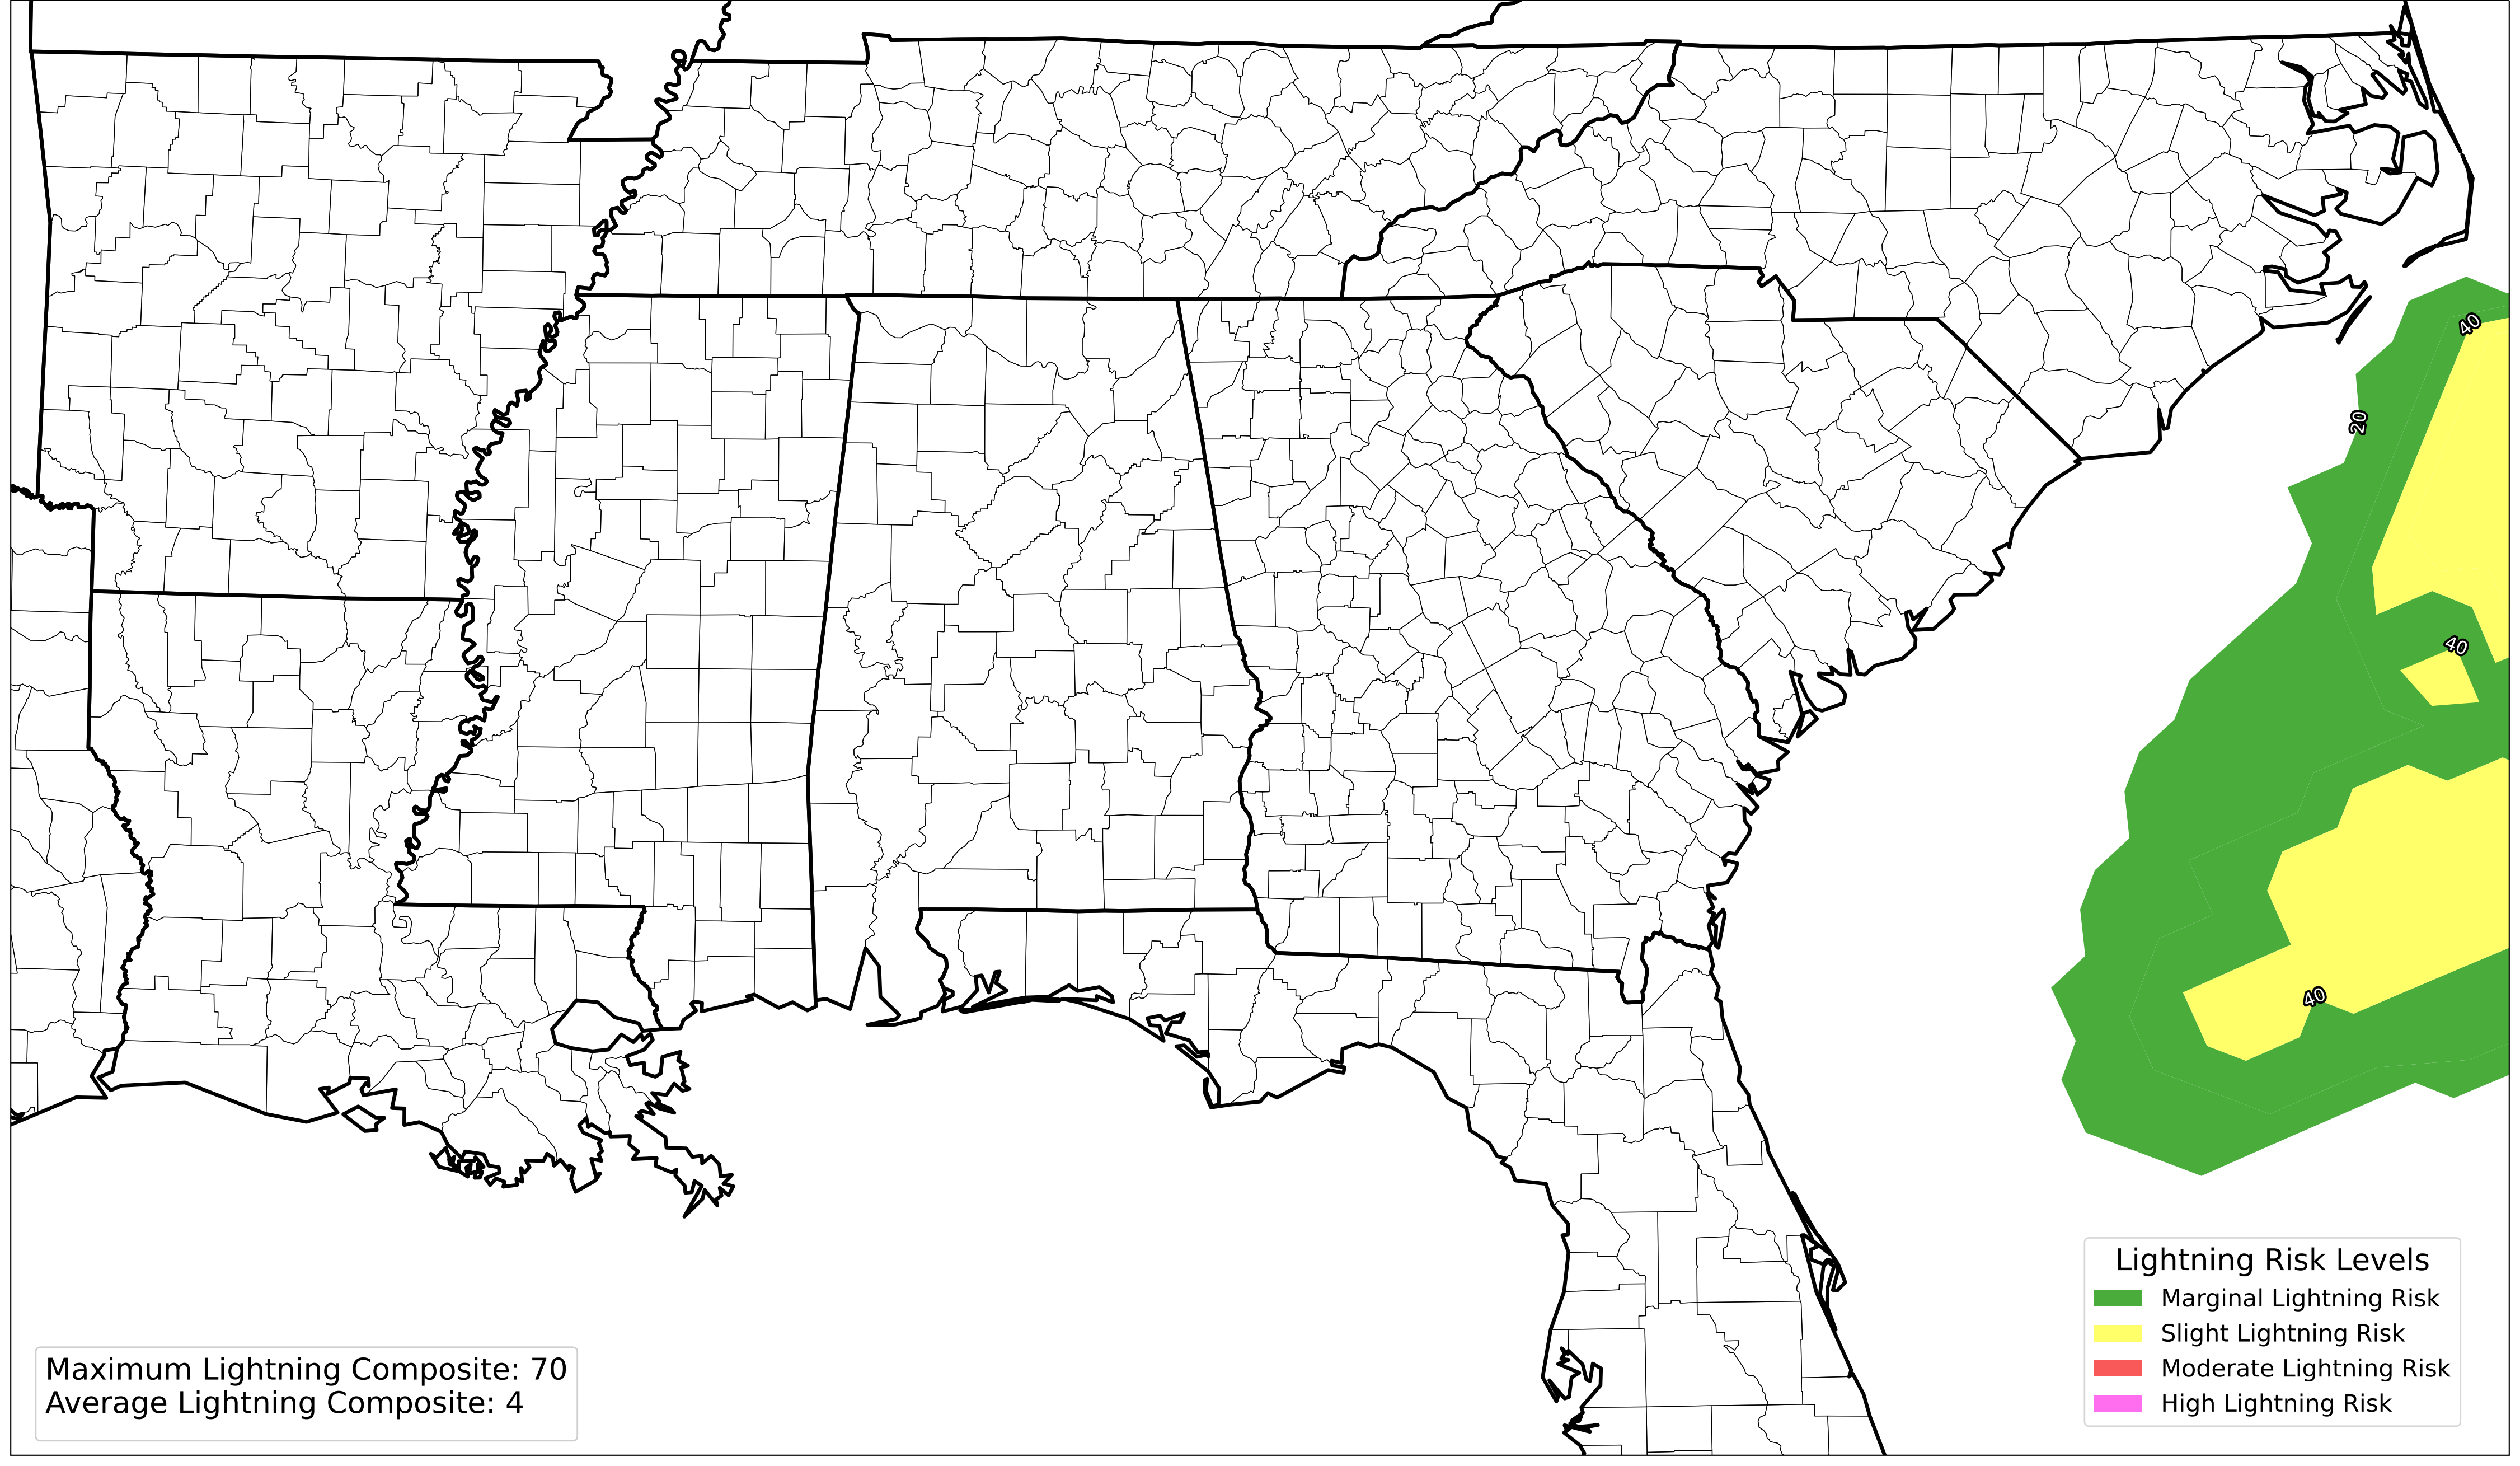 40
20
40
40
Lightning Risk Levels
Marginal Lightning Risk
Slight Lightning Risk
Moderate Lightning Risk
High Lightning Risk
Maximum Lightning Composite: 70
Average Lightning Composite: 4